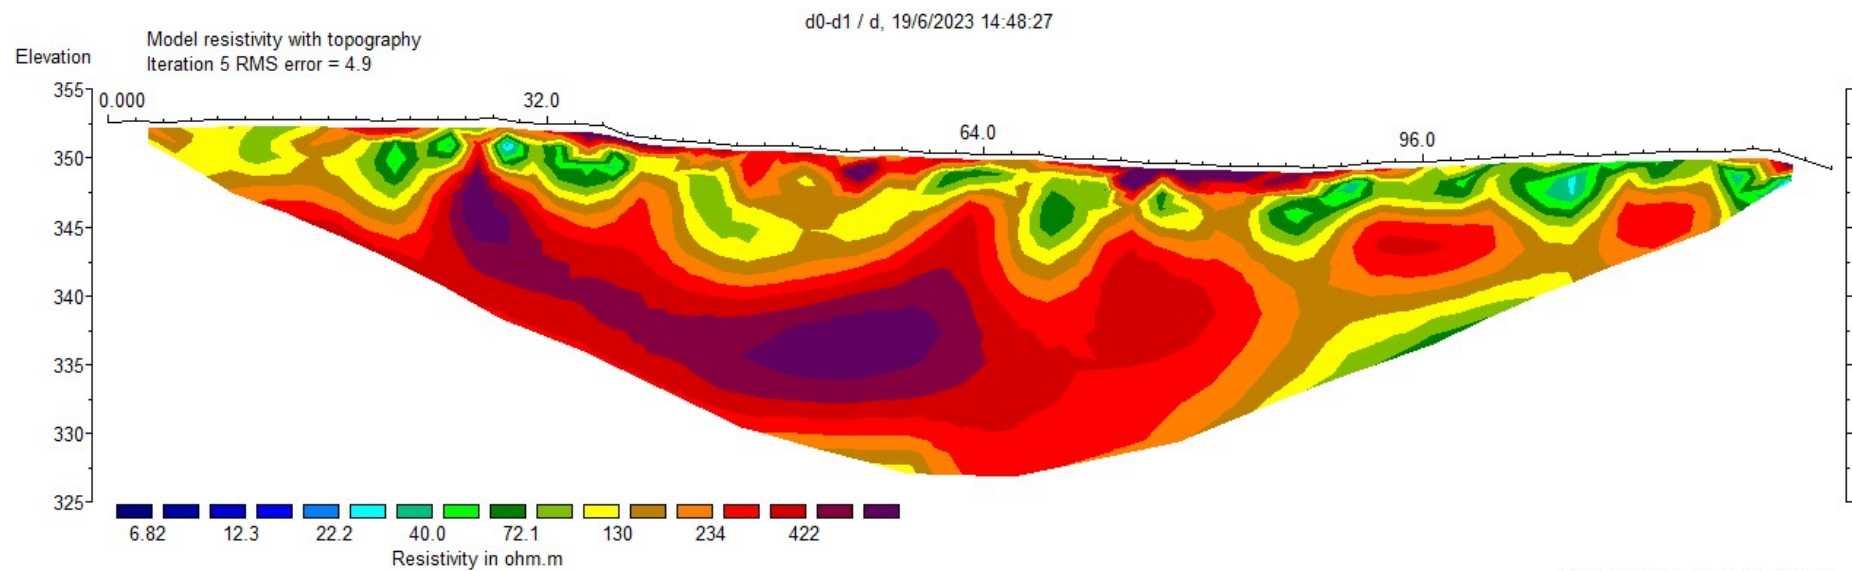 d0-d1 / d, 19/6/2023 14:48:27
Model resistivity with topography
Elevation
Iteration 5 RMS error = 4.9
355
0.000
32.0
64.0
96.0
350
345
340
335
330
325
6.82 12.3 22.2 40.0 72.1 130 234 422
Resistivity in ohm.m